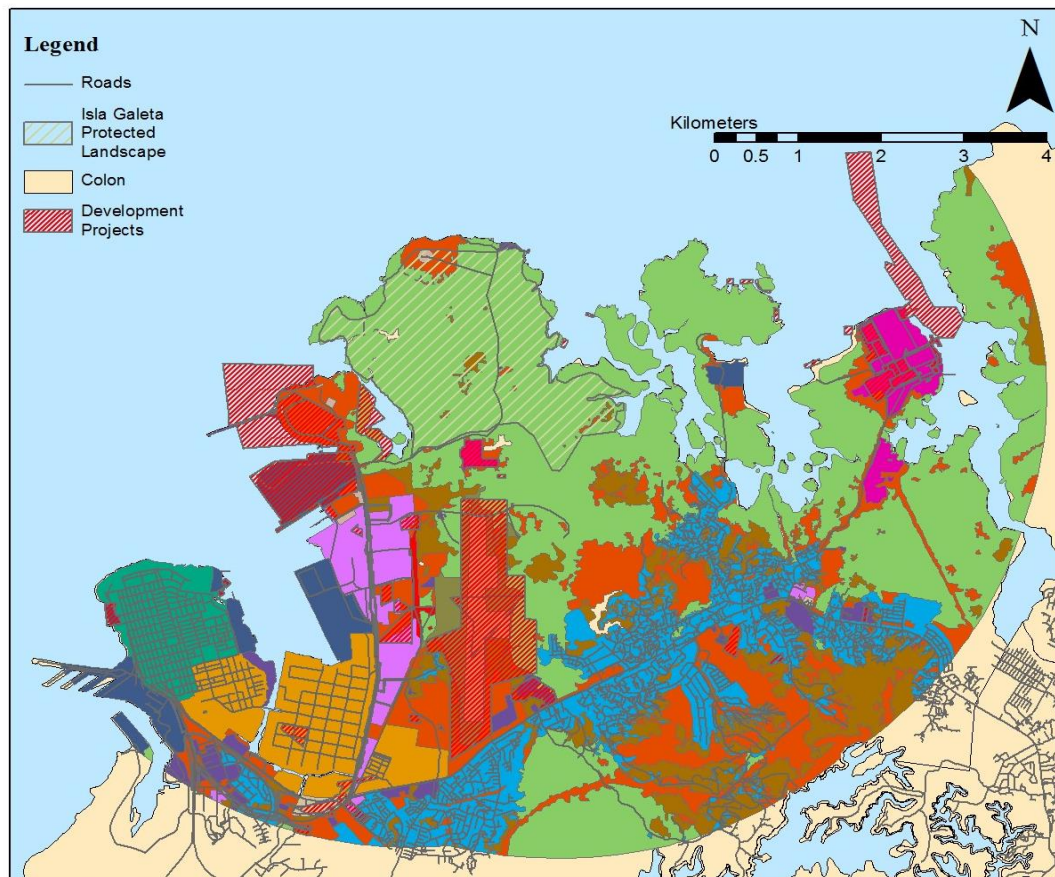 Legend
Roads
Isla Galeta
Protected
Landscape
Colon
Development
Projects
N
Kilometers
0 0.5 1 2 3 4